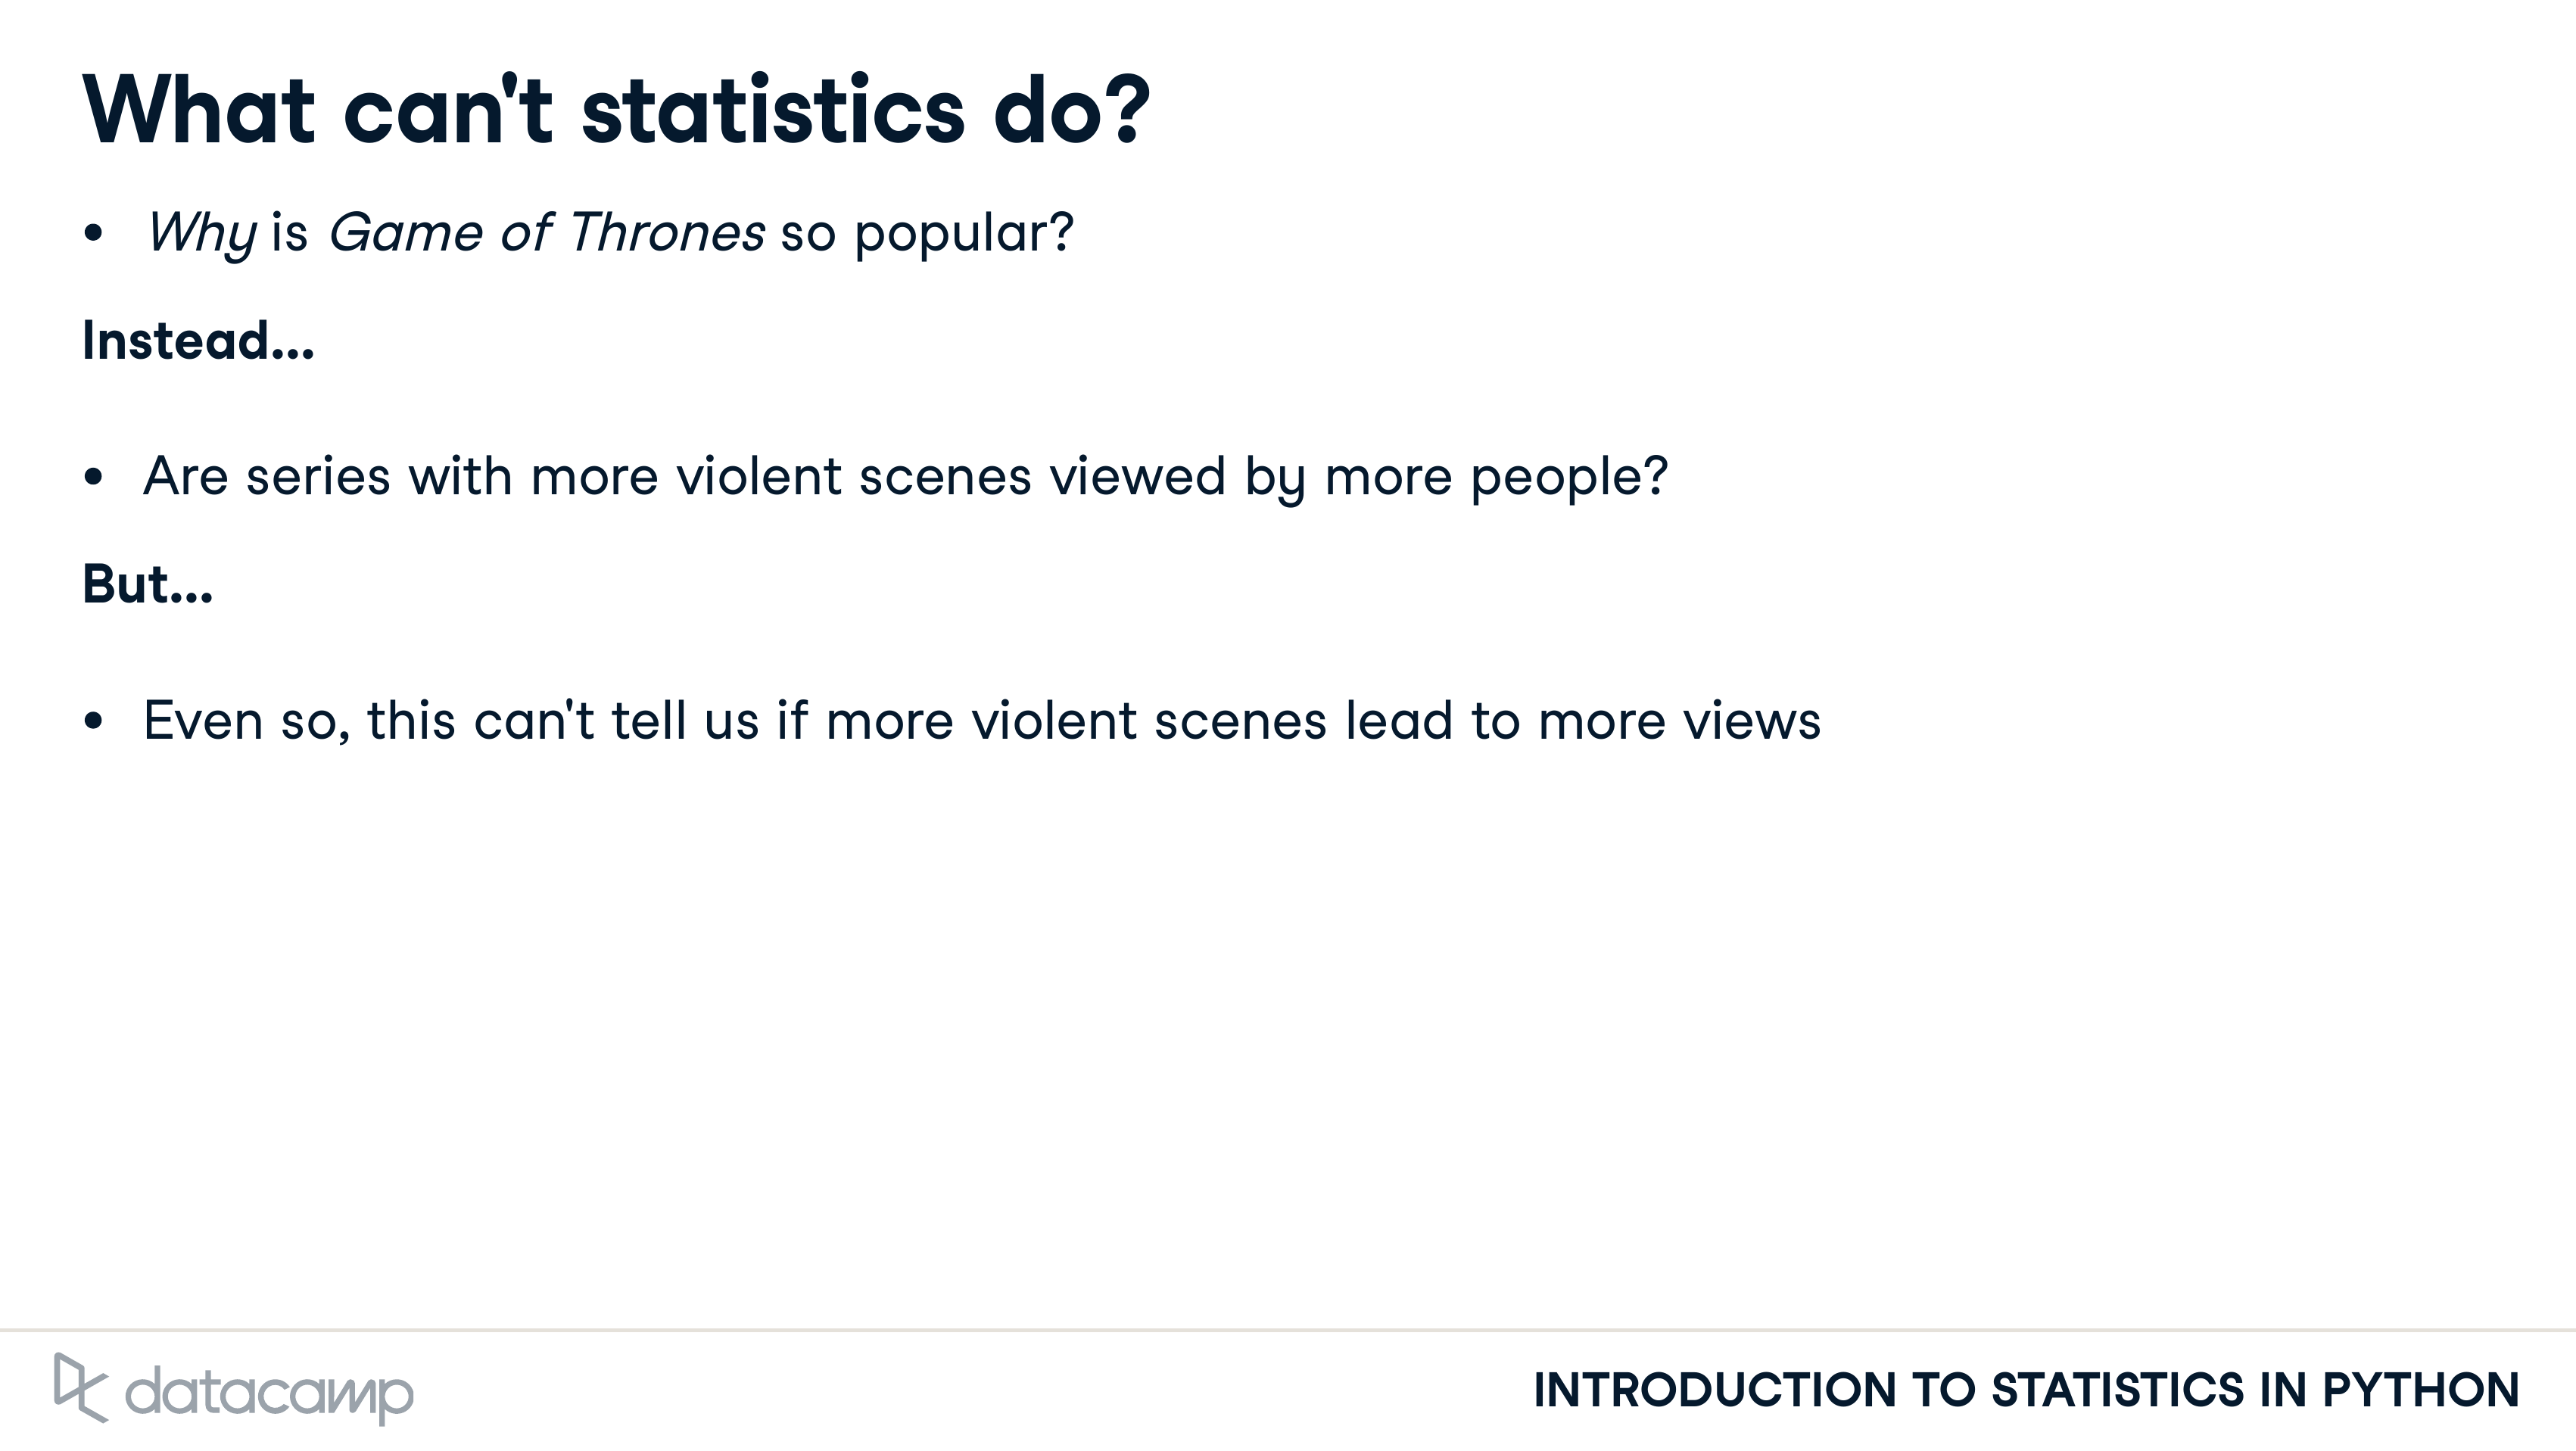 What can't statistics do?
• Why is Game of Thrones so popular?
Instead...
• Are series with more violent scenes viewed by more people?
But...
• Even so, this can't tell us if more violent scenes lead to more views
datacamp
INTRODUCTION TO STATISTICS IN PYTHON